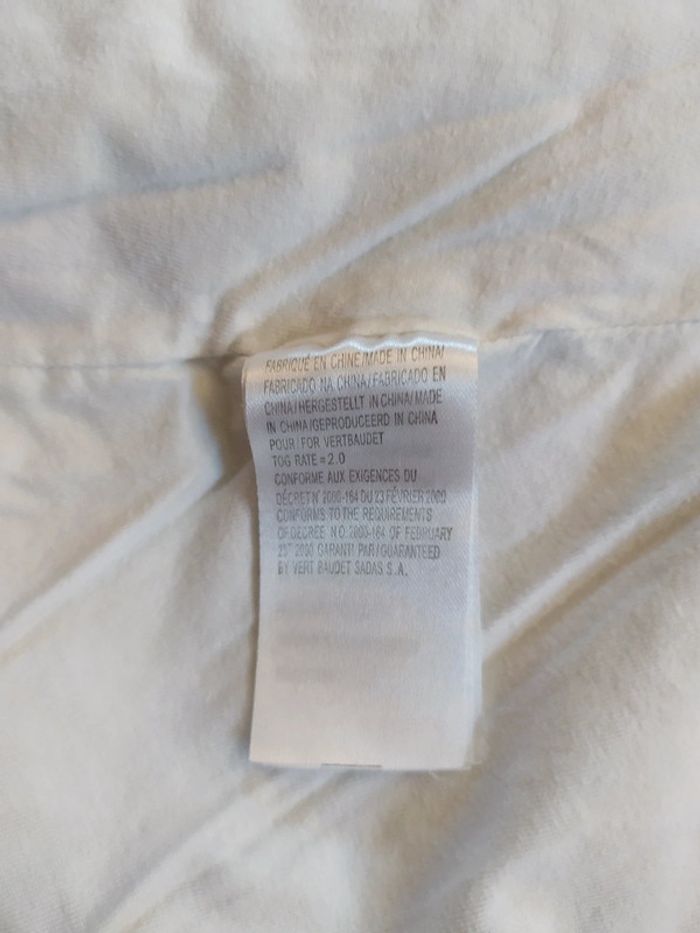 FABRIQUÉ EN CHINE/MADE IN CHINA/
FABRICADO NA CHINA/FABRICADO EN
CHINA/HERGESTELLT IN CHINA/MADE
IN CHINA/GEPRODUCEERD IN CHINA
POUR / FOR VERTBAUDET
TOG RATE = 2.0
CONFORME AUX EXIGENCES DU
DÉCRET N° 2000-164 DU 23 FÉVRIER 2000
CONFORMS TO THE REQUIREMENTS
OF DECREE NO.2000-164 OF FEBRUARY
2000 GARANTI PAR/GUARANTEED
BY VERT BAUDET SADAS S.A.